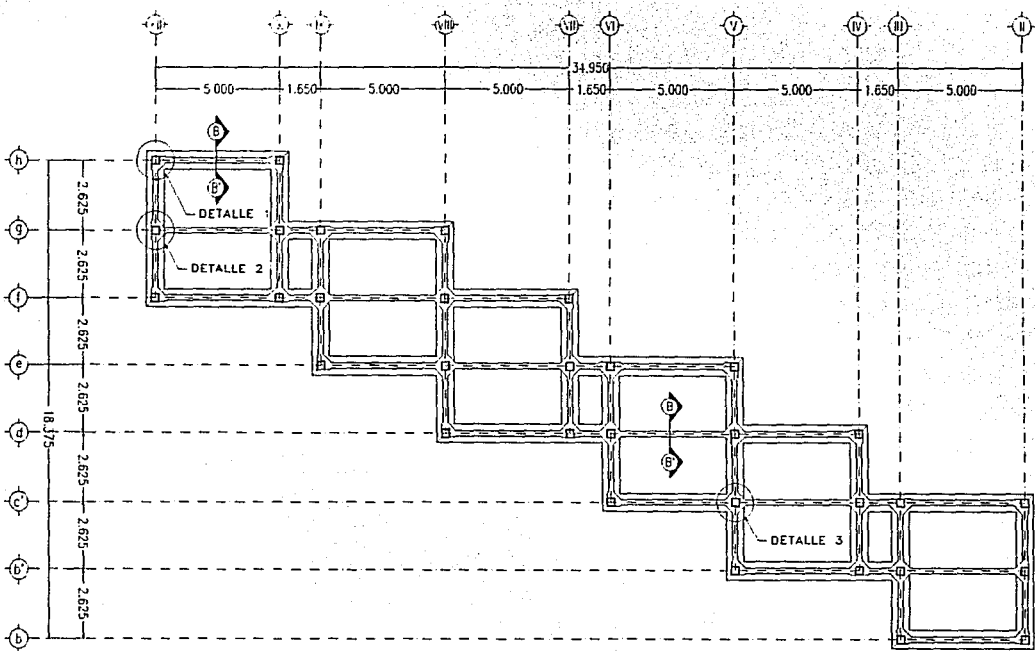 VIII VII VI V IV III II
34.950
5.000 1.650 5.000 5.000 5.000 5.000 1.650 5.000
B
h
B'
2.625
DETALLE 1
g
2.625
DETALLE 2
f
2.625
e
2.625
B
18.375
d
B'
2.625
c'
2.625
DETALLE 3
b'
2.625
b